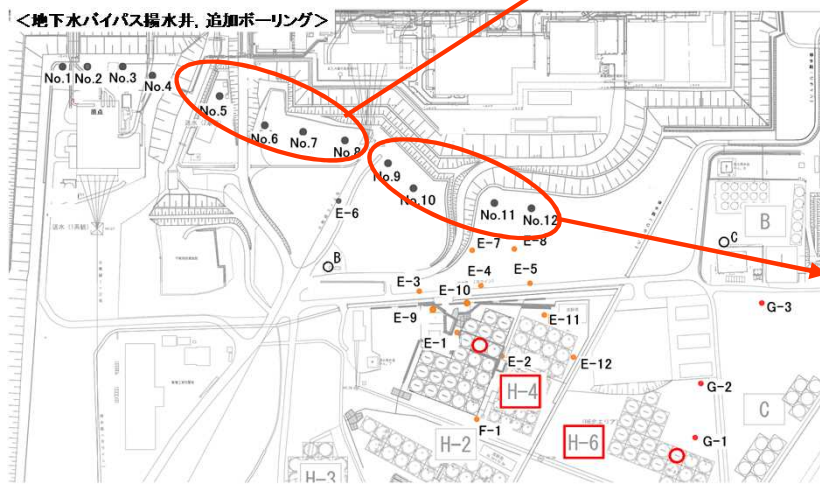 ＜地下水バイパス揚水井, 追加ボーリング＞
No.1
No.2
No.3
No.4
No.5
No.6
No.7
No.8
No.9
No.10
No.11
No.12
E-6
B
E-7
E-8
E-3
E-4
E-5
E-10
E-9
E-11
E-1
E-2
E-12
F-1
H-4
H-2
H-6
H-3
B
C
G-3
G-2
G-1
C